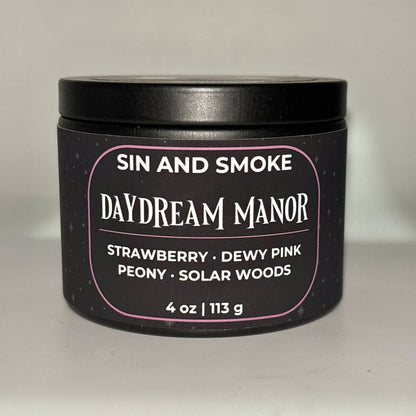 SIN AND SMOKE
DAYDREAM MANOR
STRAWBERRY · DEWY PINK
PEONY · SOLAR WOODS
4 oz | 113 g